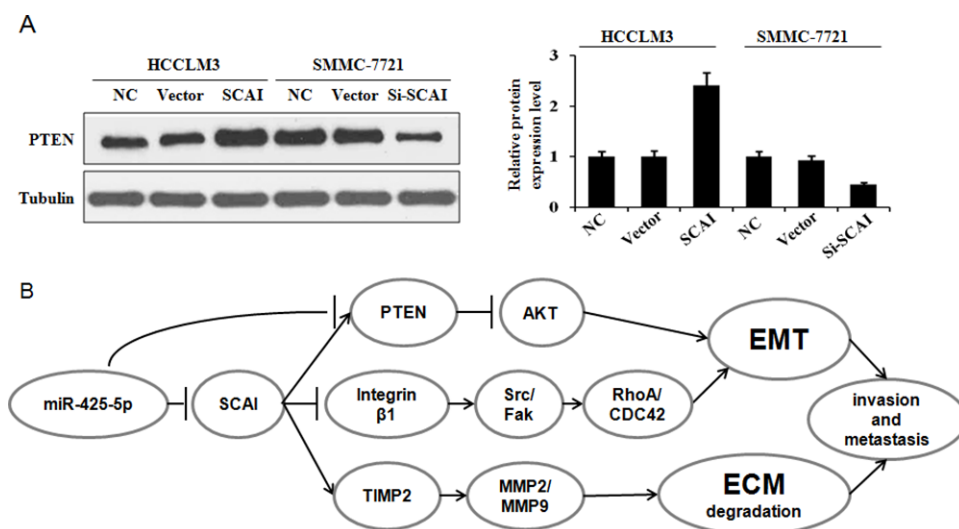 A
HCCLM3 SMMC-7721
NC Vector SCAI NC Vector Si-SCAI
PTEN
Tubulin
HCCLM3 SMMC-7721
Relative protein
expression level
3
2
1
0
NC Vector SCAI NC Vector Si-SCAI
B
PTEN AKT
EMT
miR-425-5p SCAI
Integrin
β1
Src/
Fak
RhoA/
CDC42
invasion
and
metastasis
TIMP2
MMP2/
MMP9
ECM
degradation